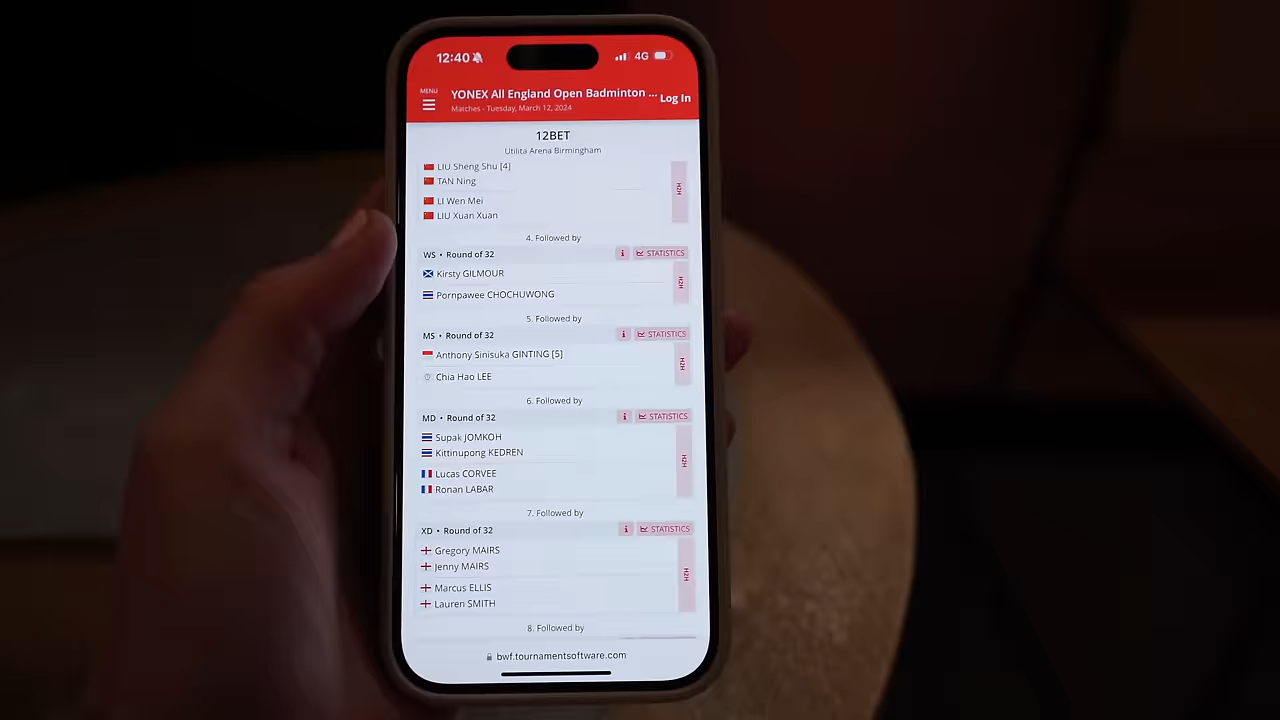 12:40
4G
MENU
YONEX All England Open Badminton ...
Log In
Matches - Tuesday, March 12, 2024
12BET
Utilita Arena Birmingham
LIU Sheng Shu [4]
TAN Ning
H2H
LI Wen Mei
LIU Xuan Xuan
4. Followed by
WS • Round of 32
i
STATISTICS
Kirsty GILMOUR
H2H
Pornpawee CHOCHUWONG
5. Followed by
MS • Round of 32
i
STATISTICS
Anthony Sinisuka GINTING [5]
H2H
Chia Hao LEE
6. Followed by
MD • Round of 32
i
STATISTICS
Supak JOMKOH
Kittinupong KEDREN
H2H
Lucas CORVEE
Ronan LABAR
7. Followed by
XD • Round of 32
i
STATISTICS
Gregory MAIRS
Jenny MAIRS
H2H
Marcus ELLIS
Lauren SMITH
8. Followed by
bwf.tournamentsoftware.com